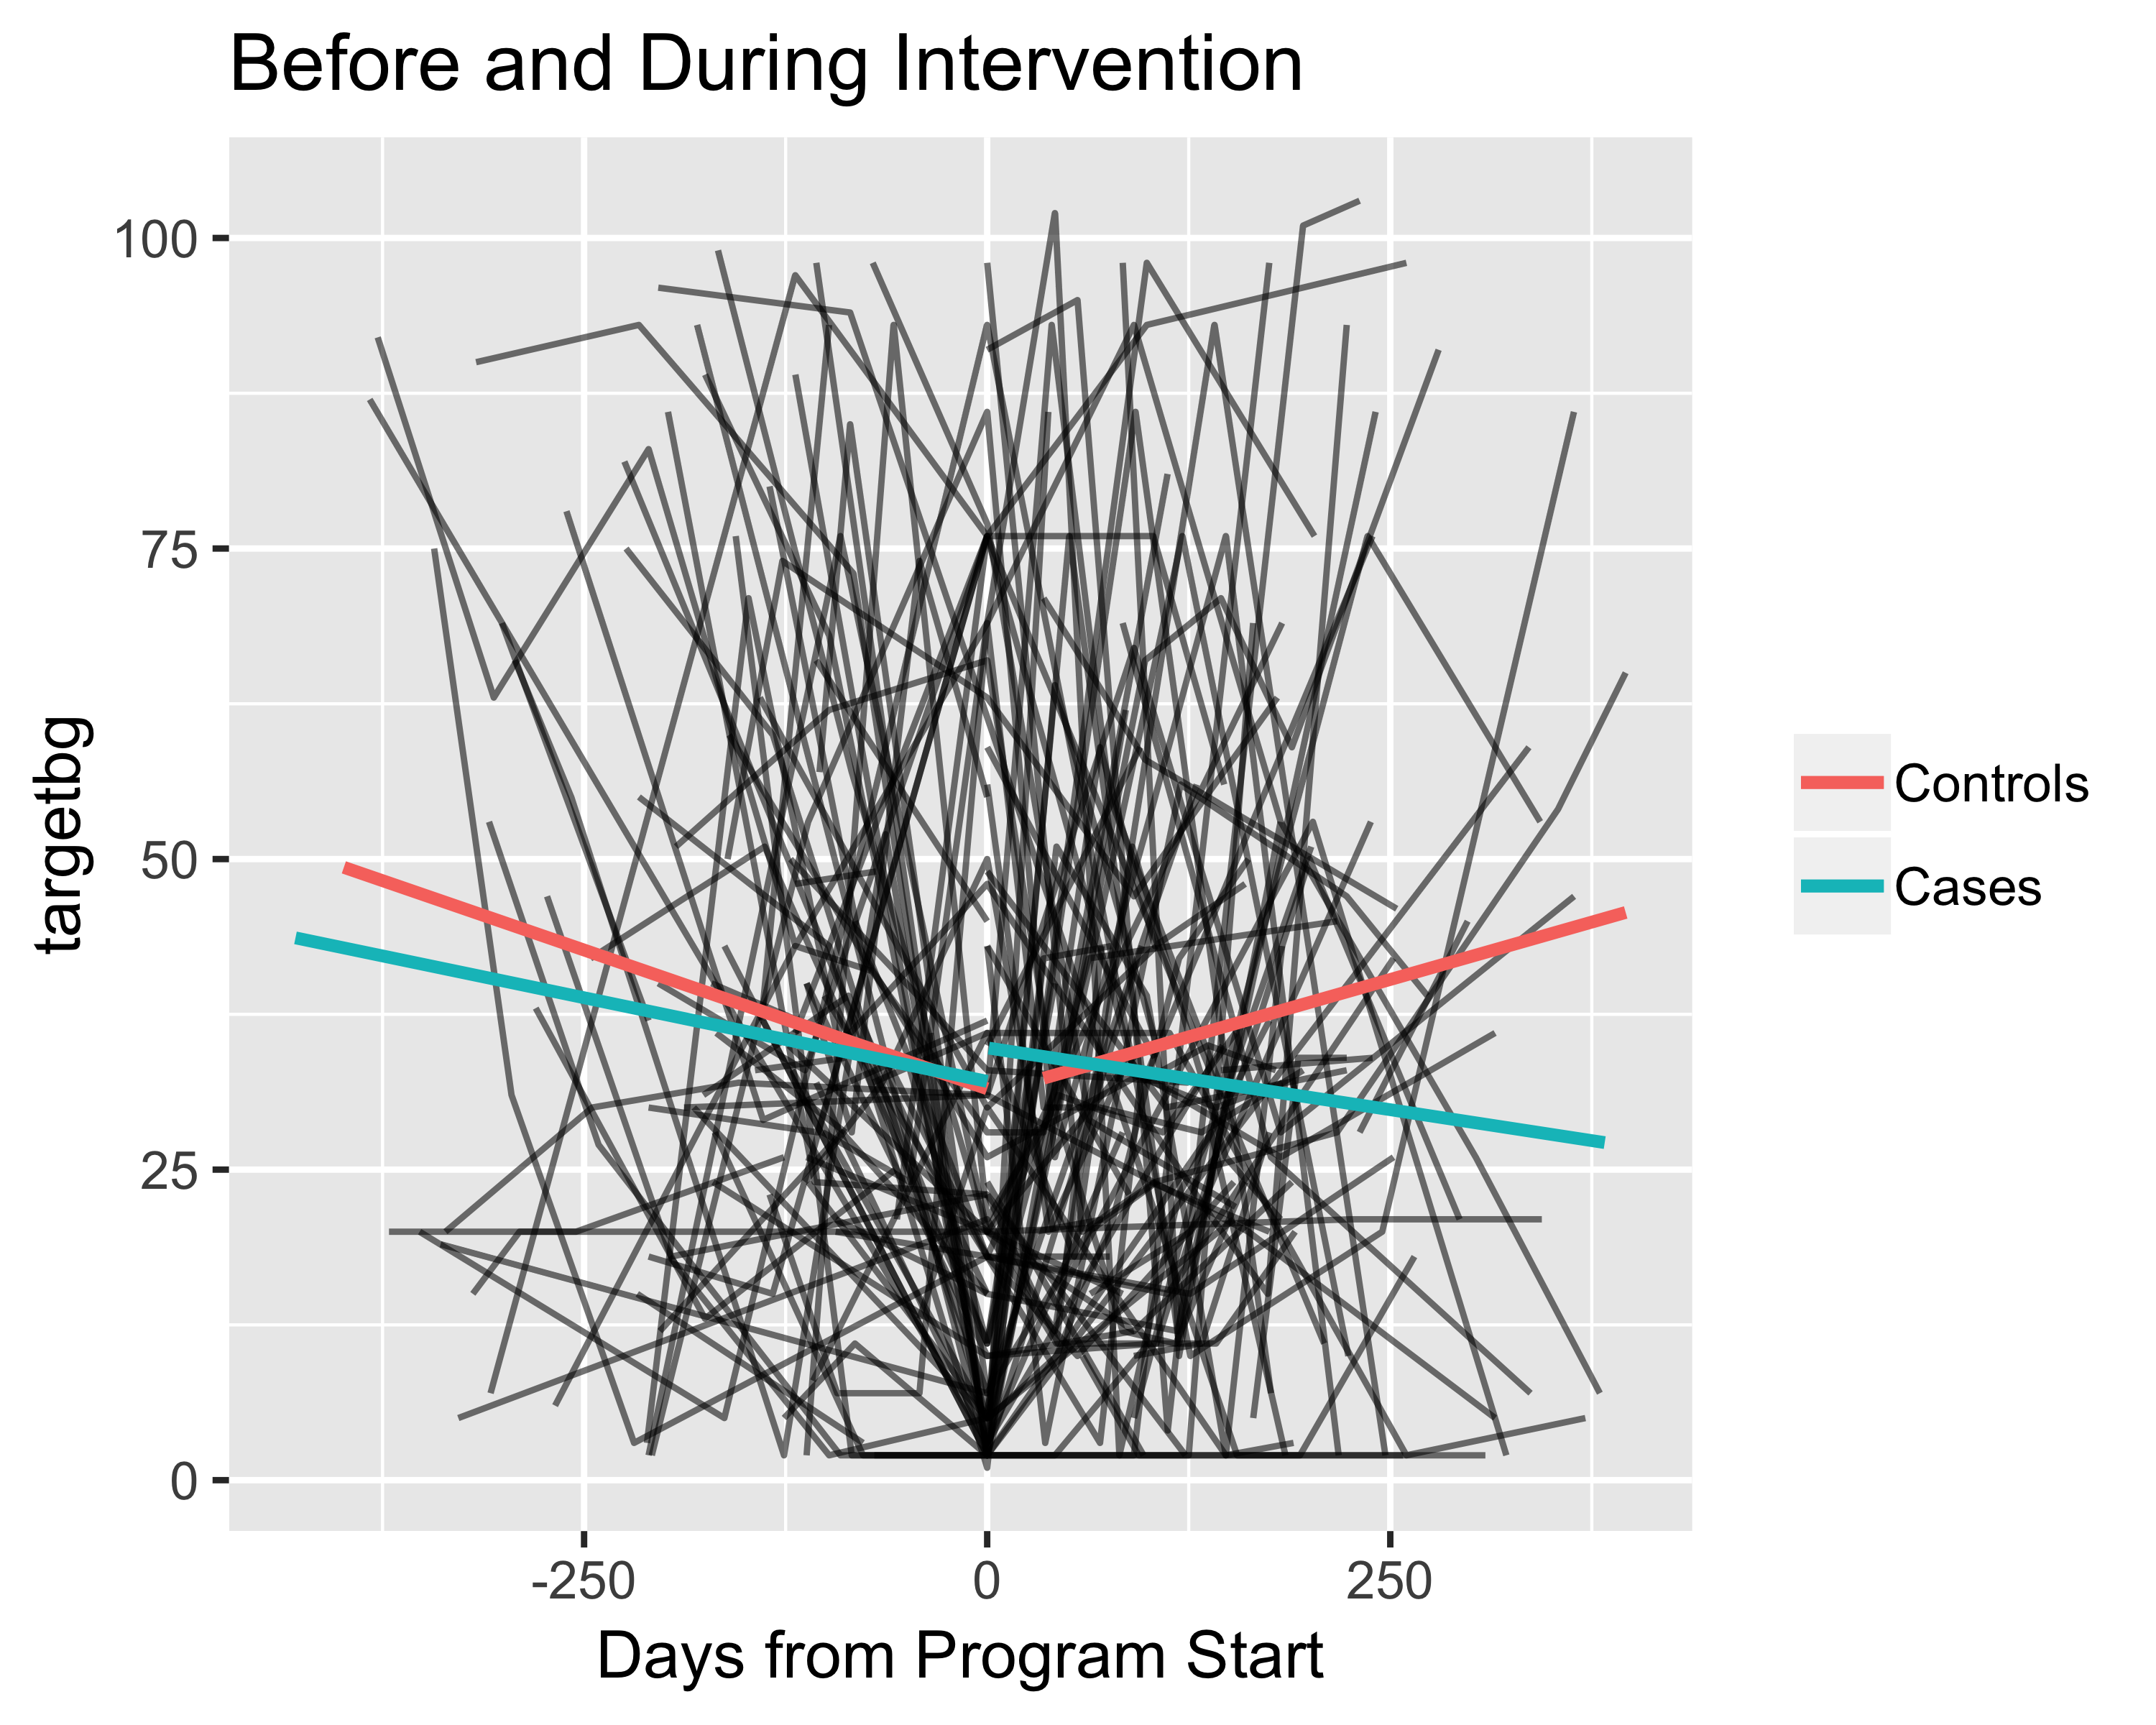 Before and During Intervention
100
75
50
25
0
targetbg
-250 0 250
Days from Program Start
Controls
Cases